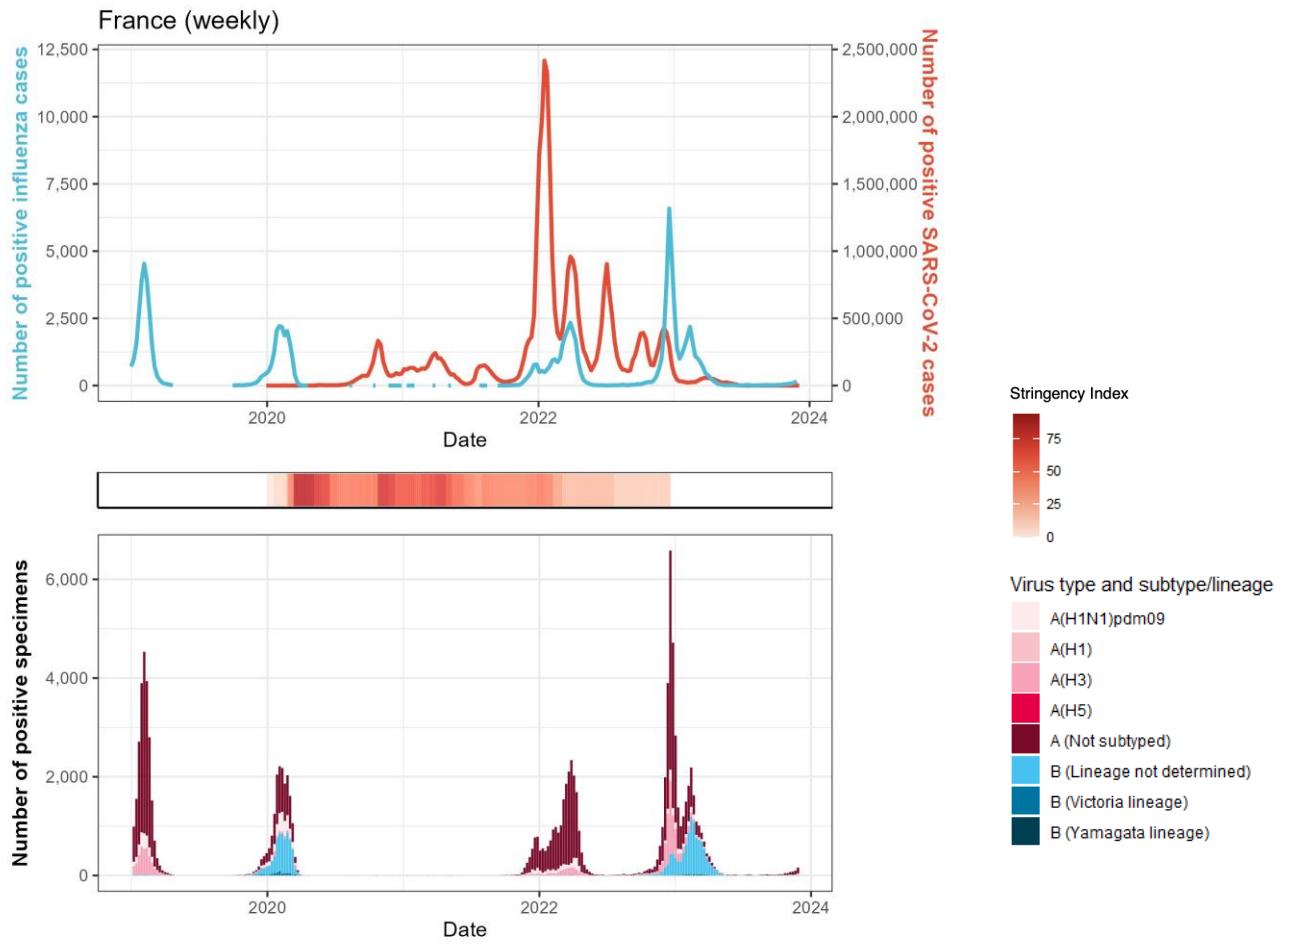 France (weekly)
Number of positive influenza cases
12,500
10,000
7,500
5,000
2,500
0
2,500,000
2,000,000
1,500,000
1,000,000
500,000
0
Number of positive SARS-CoV-2 cases
2020
2022
2024
Date
Stringency Index
75
50
25
0
Number of positive specimens
6,000
4,000
2,000
0
2020
2022
2024
Date
Virus type and subtype/lineage
A(H1N1)pdm09
A(H1)
A(H3)
A(H5)
A (Not subtyped)
B (Lineage not determined)
B (Victoria lineage)
B (Yamagata lineage)